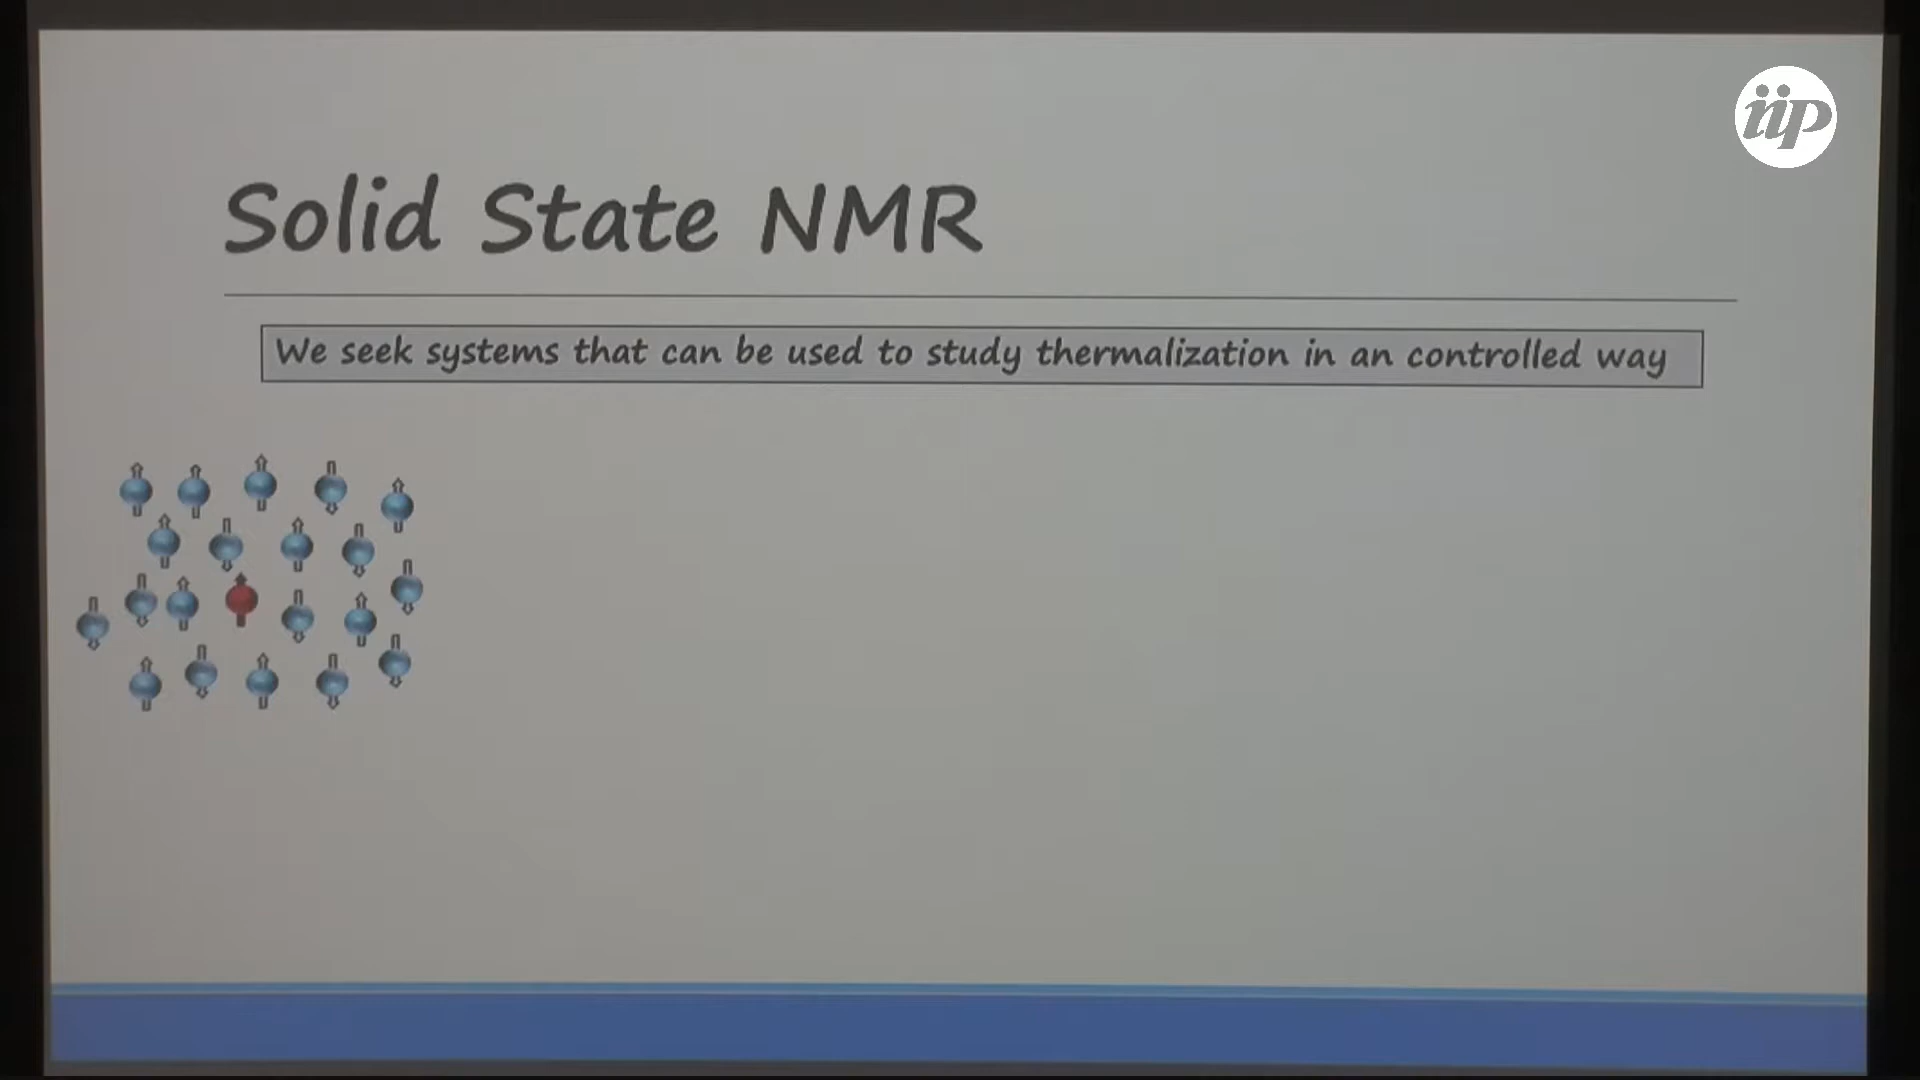 iip
Solid State NMR
We seek systems that can be used to study thermalization in an controlled way